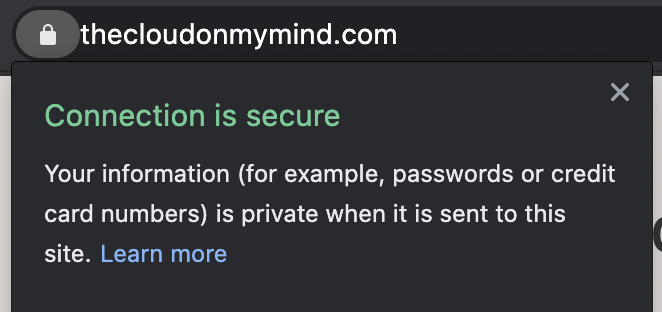 thecloudonmymind.com
Connection is secure
Your information (for example, passwords or credit
card numbers) is private when it is sent to this
site. Learn more